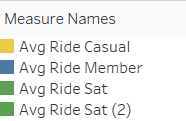 Measure Names
Avg Ride Casual
Avg Ride Member
Avg Ride Sat
Avg Ride Sat (2)